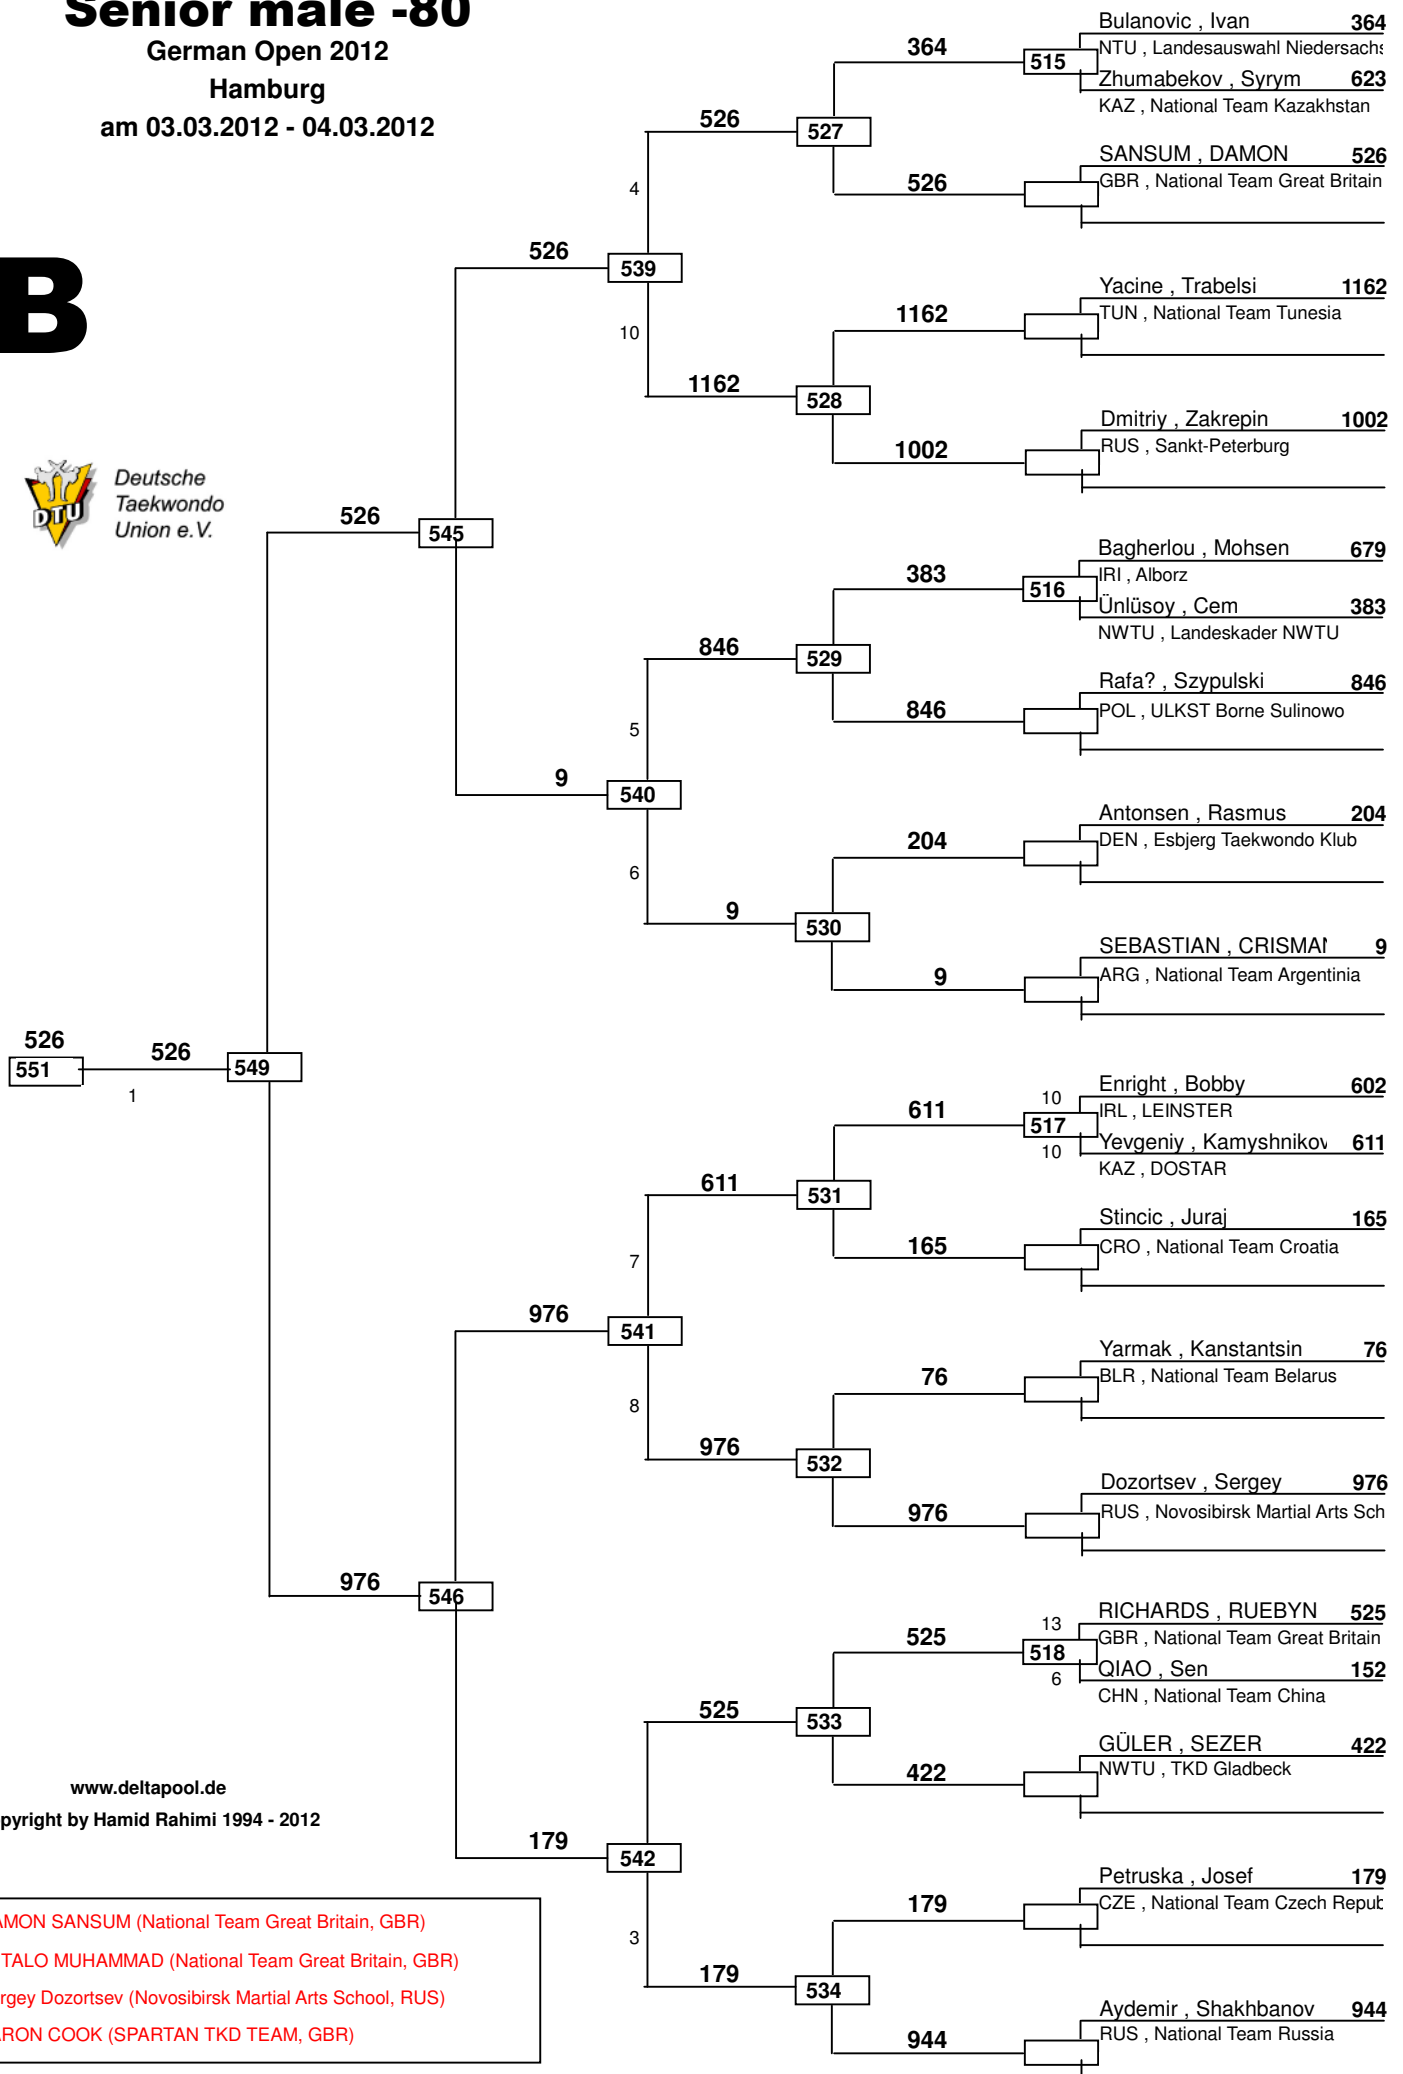 Senior male -80
German Open 2012
Hamburg
am 03.03.2012 - 04.03.2012
B
DTU
Deutsche
Taekwondo
Union e.V.
Bulanovic , Ivan 364
NTU , Landesauswahl Niedersachs
364
515
Zhumabekov , Syrym 623
KAZ , National Team Kazakhstan
526
527
SANSUM , DAMON 526
GBR , National Team Great Britain
526
4
526
539
Yacine , Trabelsi 1162
TUN , National Team Tunesia
1162
10
1162
528
Dmitriy , Zakrepin 1002
RUS , Sankt-Peterburg
1002
526
545
Bagherlou , Mohsen 679
IRI , Alborz
383
516
Ünlüsoy , Cem 383
NWTU , Landeskader NWTU
846
529
Rafa? , Szypulski 846
POL , ULKST Borne Sulinowo
846
5
9
540
Antonsen , Rasmus 204
DEN , Esbjerg Taekwondo Klub
204
6
9
530
SEBASTIAN , CRISMAN 9
ARG , National Team Argentinia
9
526
551
526
549
1
Enright , Bobby 602
IRL , LEINSTER
10
611
517
10
Yevgeniy , Kamyshnikov 611
KAZ , DOSTAR
611
531
Stincic , Juraj 165
CRO , National Team Croatia
165
7
976
541
Yarmak , Kanstantsin 76
BLR , National Team Belarus
76
8
976
532
Dozortsev , Sergey 976
RUS , Novosibirsk Martial Arts Sch
976
976
546
RICHARDS , RUEBYN 525
GBR , National Team Great Britain
13
525
518
6
QIAO , Sen 152
CHN , National Team China
525
533
GÜLER , SEZER 422
NWTU , TKD Gladbeck
422
www.deltapool.de
pyright by Hamid Rahimi 1994 - 2012
179
542
Petruska , Josef 179
CZE , National Team Czech Repub
179
3
179
534
Aydemir , Shakhbanov 944
RUS , National Team Russia
944
AMON SANSUM (National Team Great Britain, GBR)
TALO MUHAMMAD (National Team Great Britain, GBR)
rgey Dozortsev (Novosibirsk Martial Arts School, RUS)
ARON COOK (SPARTAN TKD TEAM, GBR)